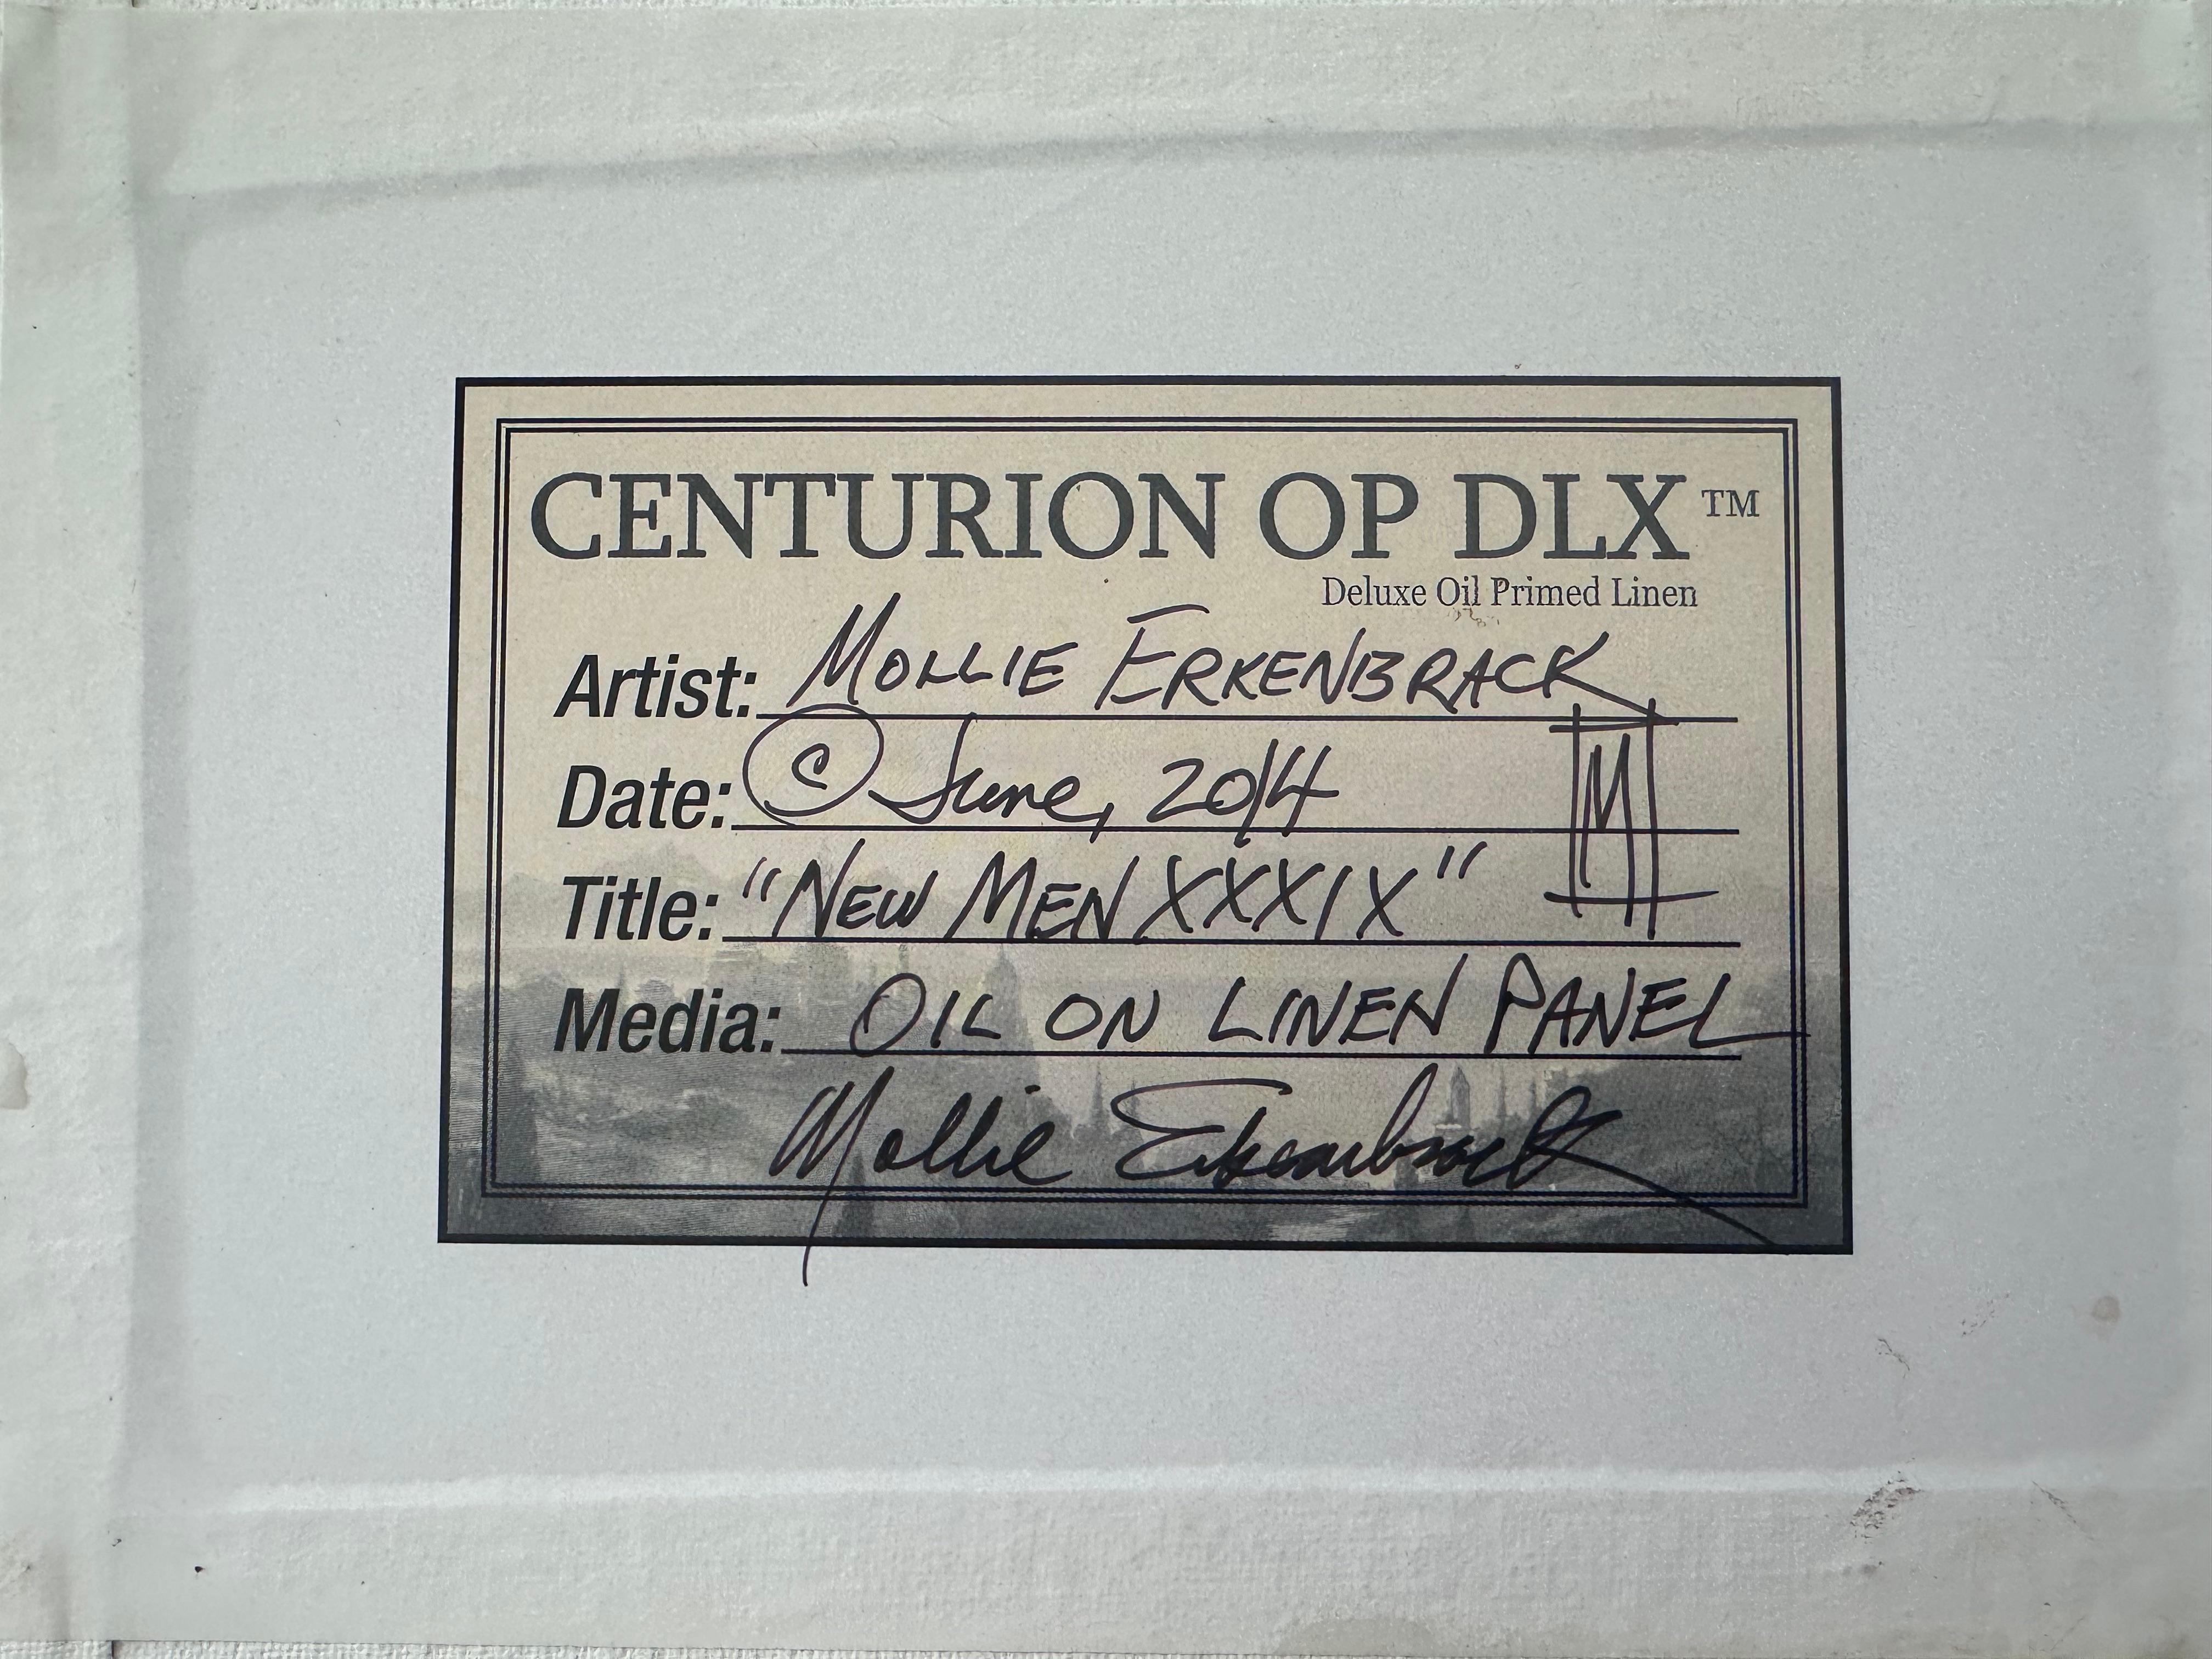 CENTURION OP DLX™
Deluxe Oil Primed Linen
Artist: MOLLIE ERKENBRACK
Date: © June, 2014
M
Title: "NEW MEN XXXIX"
Media: OIL ON LINEN PANEL
Mollie Erkenbrack